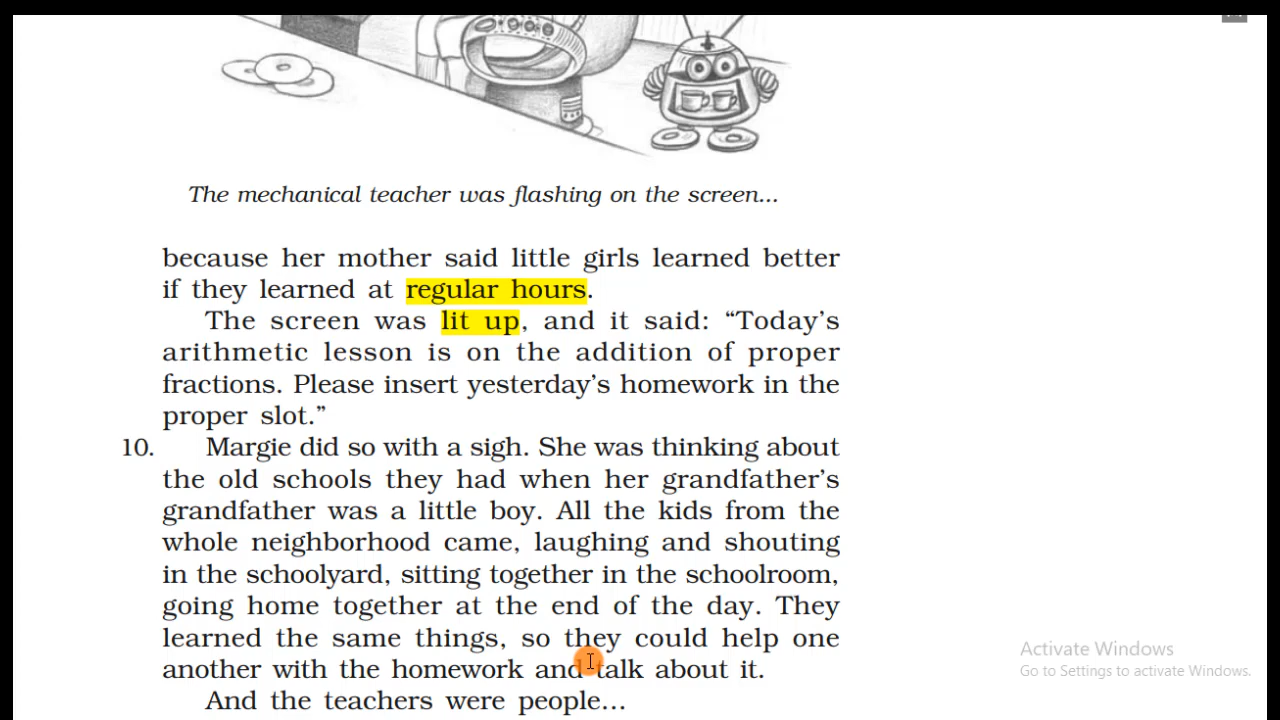 The mechanical teacher was flashing on the screen...
because her mother said little girls learned better
if they learned at regular hours.
The screen was lit up, and it said: “Today’s
arithmetic lesson is on the addition of proper
fractions. Please insert yesterday’s homework in the
proper slot.”
10. Margie did so with a sigh. She was thinking about
the old schools they had when her grandfather’s
grandfather was a little boy. All the kids from the
whole neighborhood came, laughing and shouting
in the schoolyard, sitting together in the schoolroom,
going home together at the end of the day. They
learned the same things, so they could help one
another with the homework and talk about it.
And the teachers were people...
Activate Windows
Go to Settings to activate Windows.